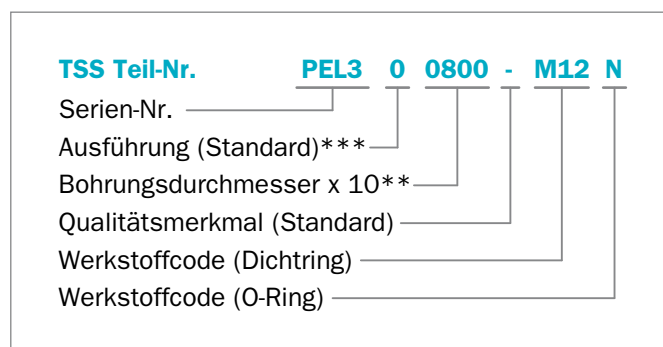 TSS Teil-Nr. PEL3 0 0800 - M12 N
Serien-Nr.
Ausführung (Standard)***
Bohrungsdurchmesser x 10**
Qualitätsmerkmal (Standard)
Werkstoffcode (Dichtring)
Werkstoffcode (O-Ring)